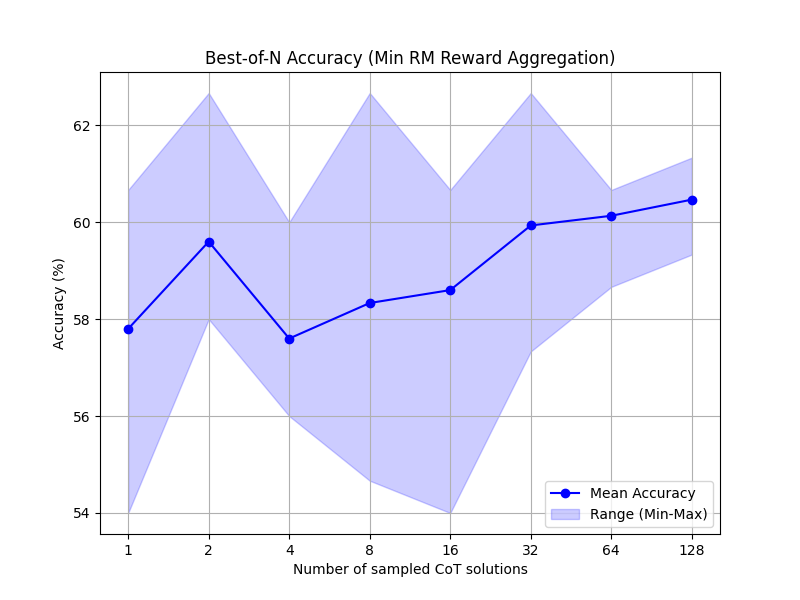 Best-of-N Accuracy (Min RM Reward Aggregation)
Accuracy (%)
62
60
58
56
54
Mean Accuracy
Range (Min-Max)
1 2 4 8 16 32 64 128
Number of sampled CoT solutions